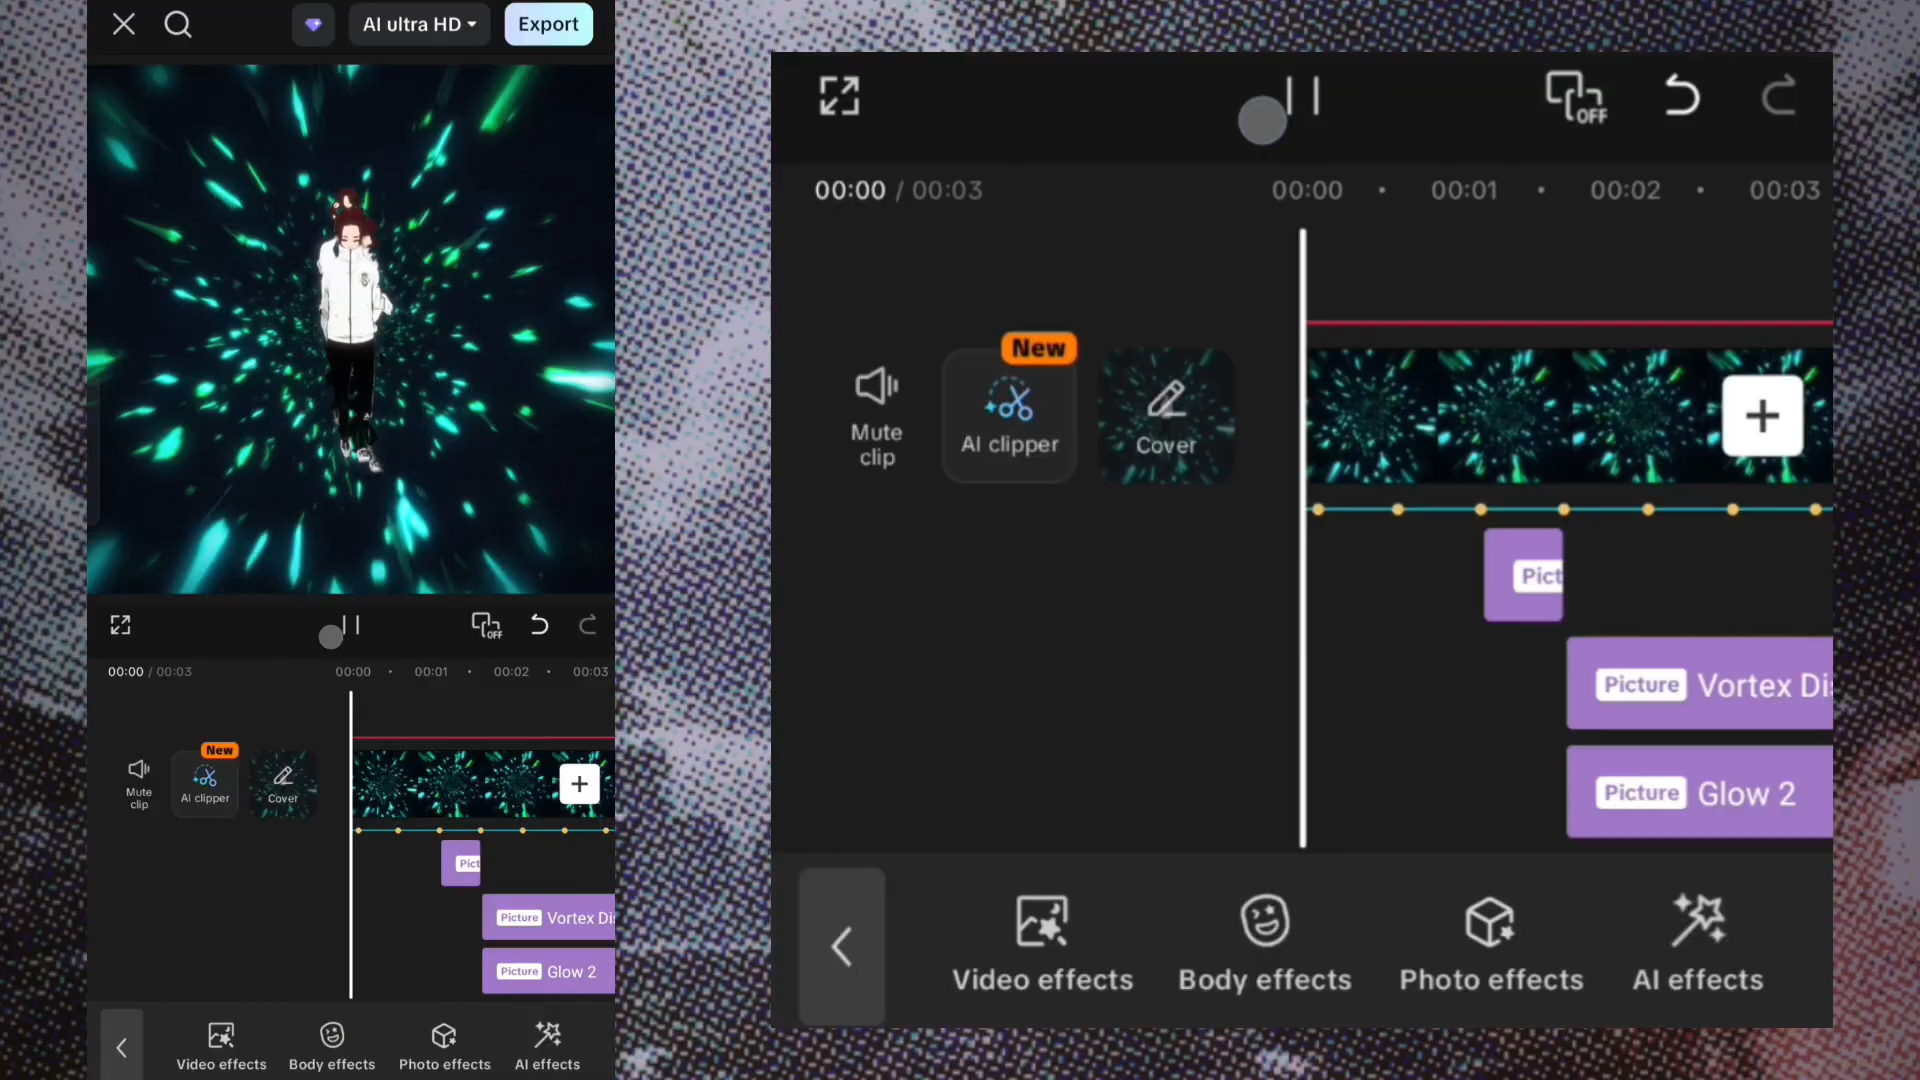 AI ultra HD
Export
OFF
00:00 / 00:03
00:00
00:01
00:02
00:03
New
Mute clip
AI clipper
Cover
Pict
Picture Vortex Di
Picture Glow 2
Video effects
Body effects
Photo effects
AI effects
OFF
00:00 / 00:03
00:00
00:01
00:02
00:03
New
Mute
clip
AI clipper
Cover
Pict
Picture Vortex Di
Picture Glow 2
Video effects
Body effects
Photo effects
AI effects